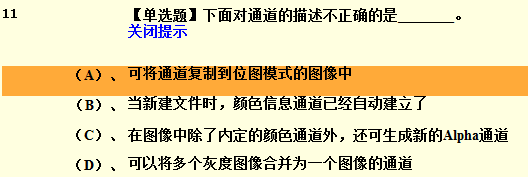 11 【单选题】下面对通道的描述不正确的是________。
关闭提示
（A）、可将通道复制到位图模式的图像中
（B）、当新建文件时，颜色信息通道已经自动建立了
（C）、在图像中除了内定的颜色通道外，还可生成新的Alpha通道
（D）、可以将多个灰度图像合并为一个图像的通道